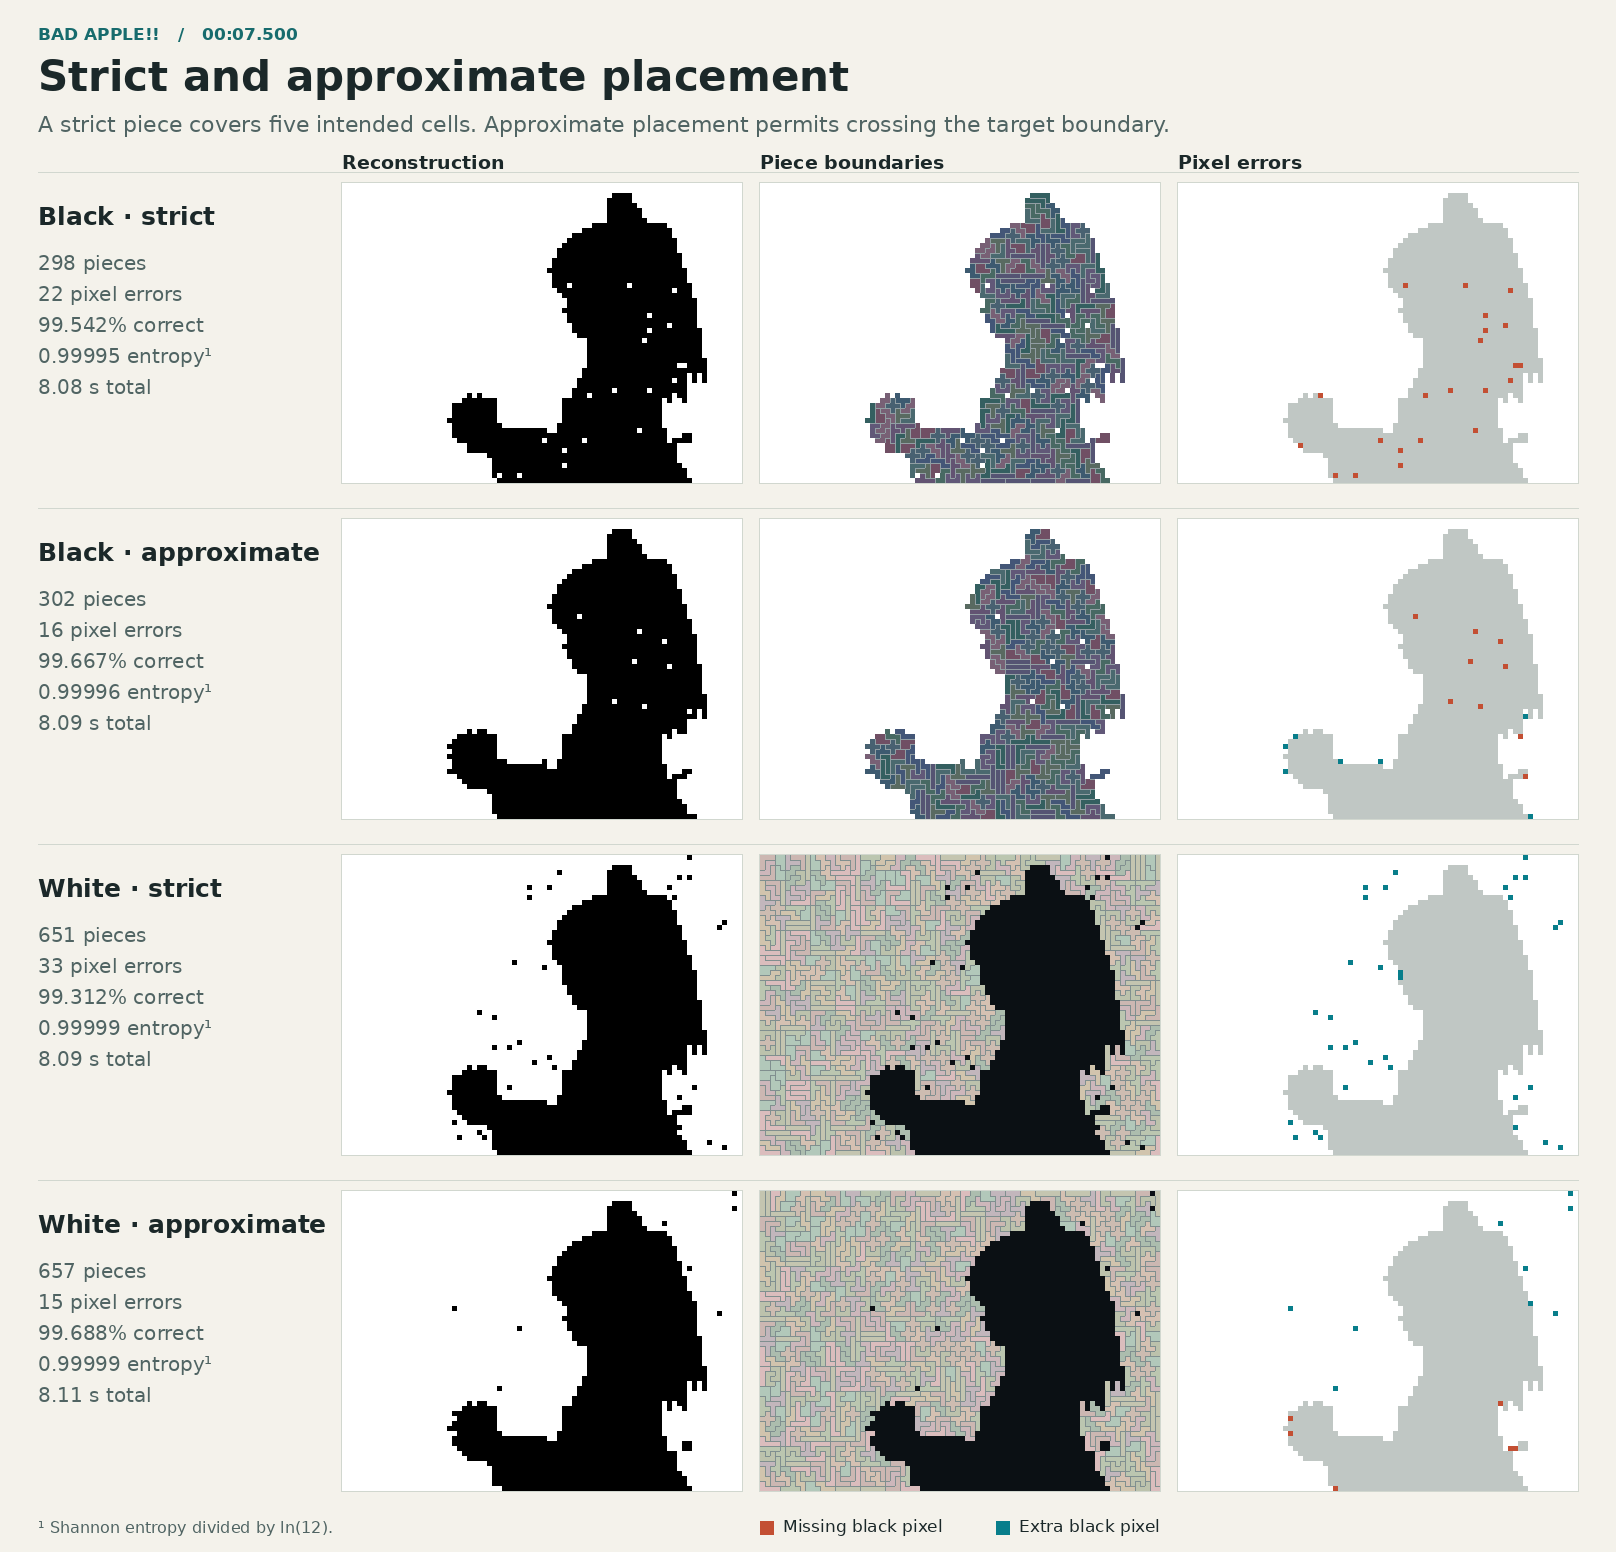 BAD APPLE!! / 00:07.500
Strict and approximate placement
A strict piece covers five intended cells. Approximate placement permits crossing the target boundary.
Reconstruction Piece boundaries Pixel errors
Black · strict
298 pieces
22 pixel errors
99.542% correct
0.99995 entropy¹
8.08 s total
Black · approximate
302 pieces
16 pixel errors
99.667% correct
0.99996 entropy¹
8.09 s total
White · strict
651 pieces
33 pixel errors
99.312% correct
0.99999 entropy¹
8.09 s total
White · approximate
657 pieces
15 pixel errors
99.688% correct
0.99999 entropy¹
8.11 s total
¹ Shannon entropy divided by ln(12). Missing black pixel Extra black pixel